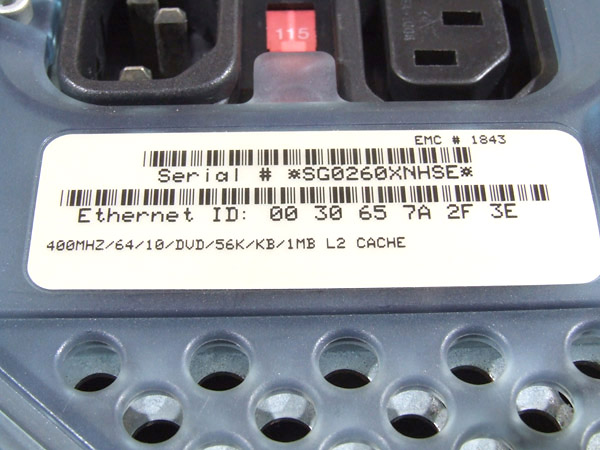 115
EMC # 1843
Serial # *SG0260XNHSE*
Ethernet ID: 00 30 65 7A 2F 3E
400MHZ/64/10/DVD/56K/KB/1MB L2 CACHE